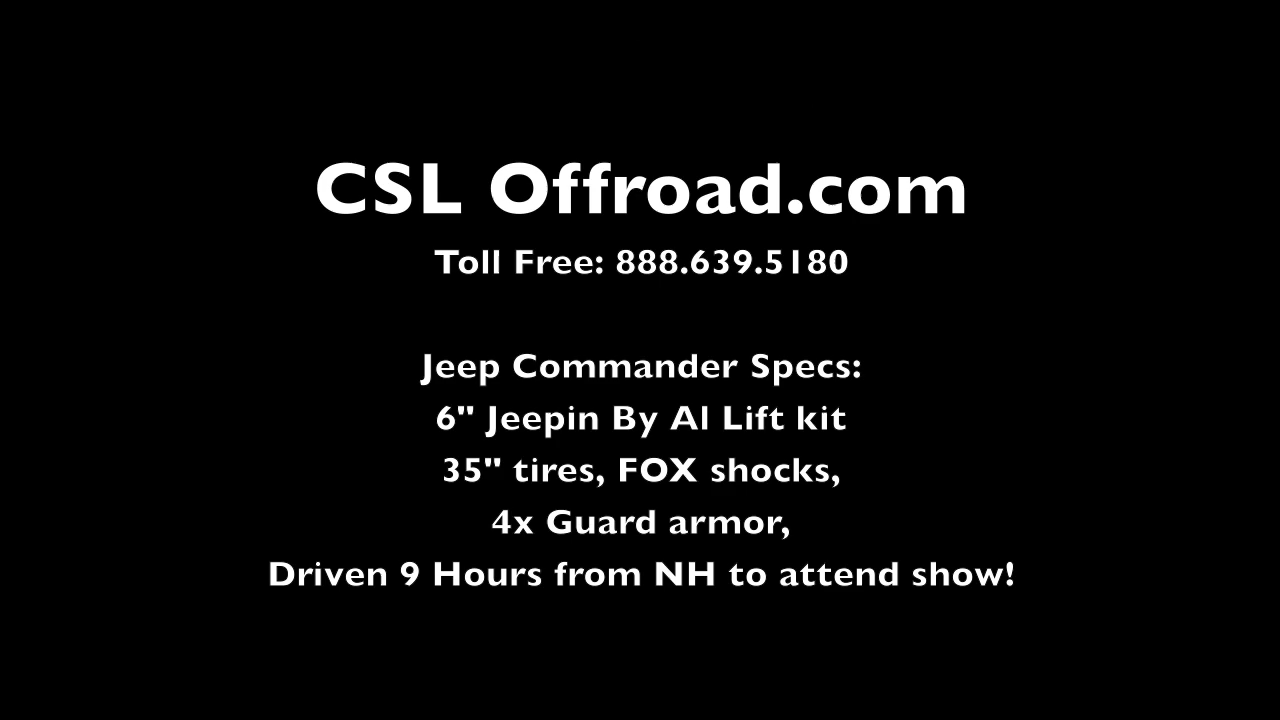 CSL Offroad.com
Toll Free: 888.639.5180
Jeep Commander Specs:
6" Jeepin By Al Lift kit
35" tires, FOX shocks,
4x Guard armor,
Driven 9 Hours from NH to attend show!